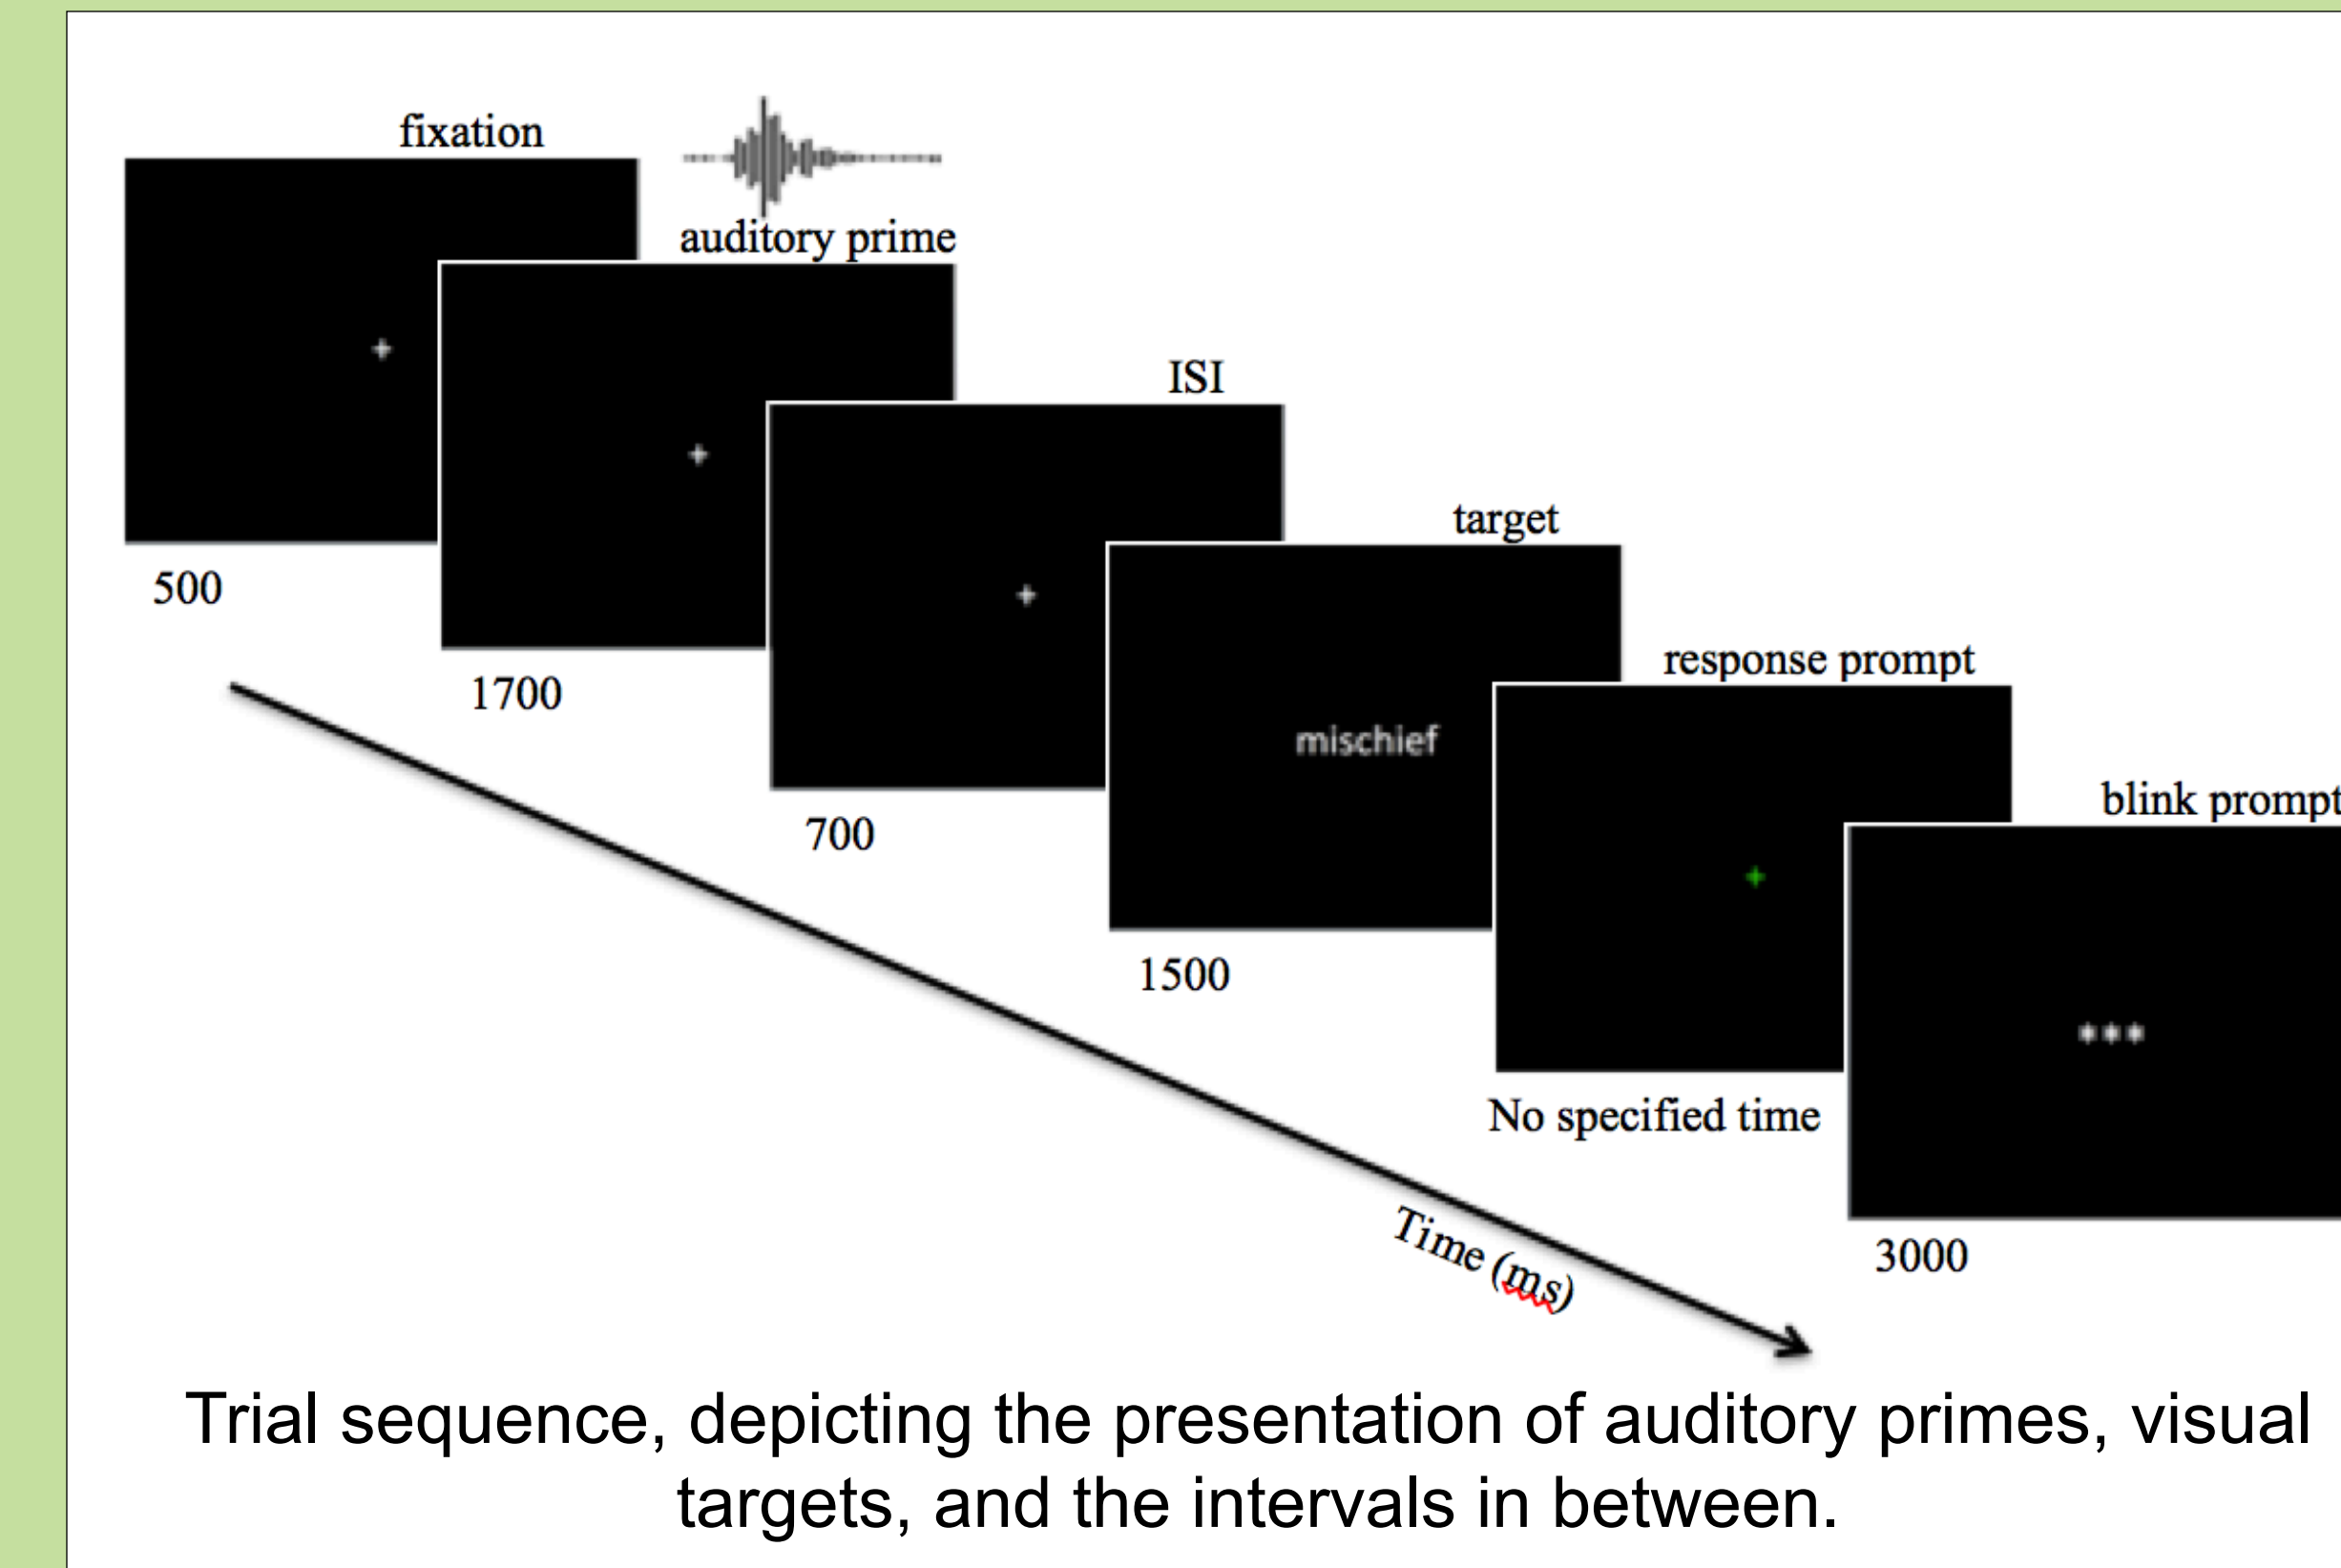 fixation
auditory prime
ISI
target
mischief
response prompt
blink prompt
500
1700
700
1500
No specified time
3000
Time (ms)
Trial sequence, depicting the presentation of auditory primes, visual
targets, and the intervals in between.